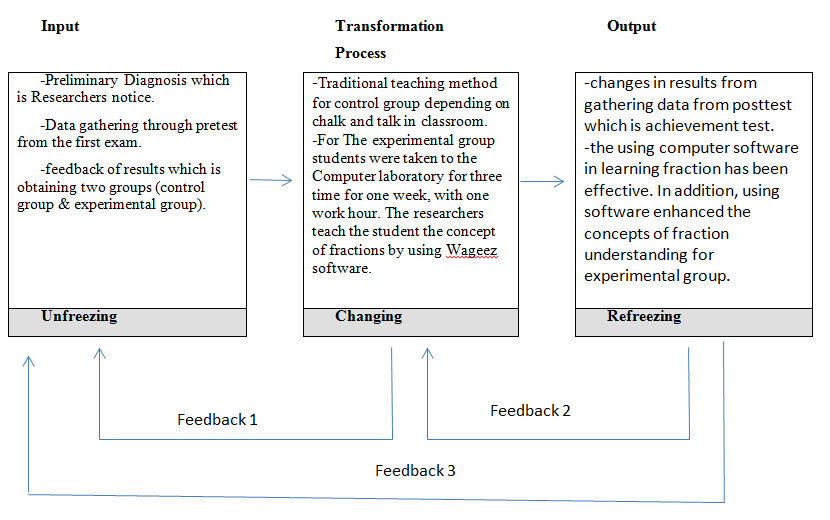 Input
-Preliminary Diagnosis which
is Researchers notice.
-Data gathering through pretest
from the first exam.
-feedback of results which is
obtaining two groups (control
group & experimental group).
Unfreezing
Transformation
Process
-Traditional teaching method
for control group depending on
chalk and talk in classroom.
-For The experimental group
students were taken to the
Computer laboratory for three
time for one week, with one
work hour. The researchers
teach the student the concept
of fractions by using Wageez
software.
Changing
Output
-changes in results from
gathering data from posttest
which is achievement test.
-the using computer software
in learning fraction has been
effective. In addition, using
software enhanced the
concepts of fraction
understanding for
experimental group.
Refreezing
Feedback 1
Feedback 2
Feedback 3